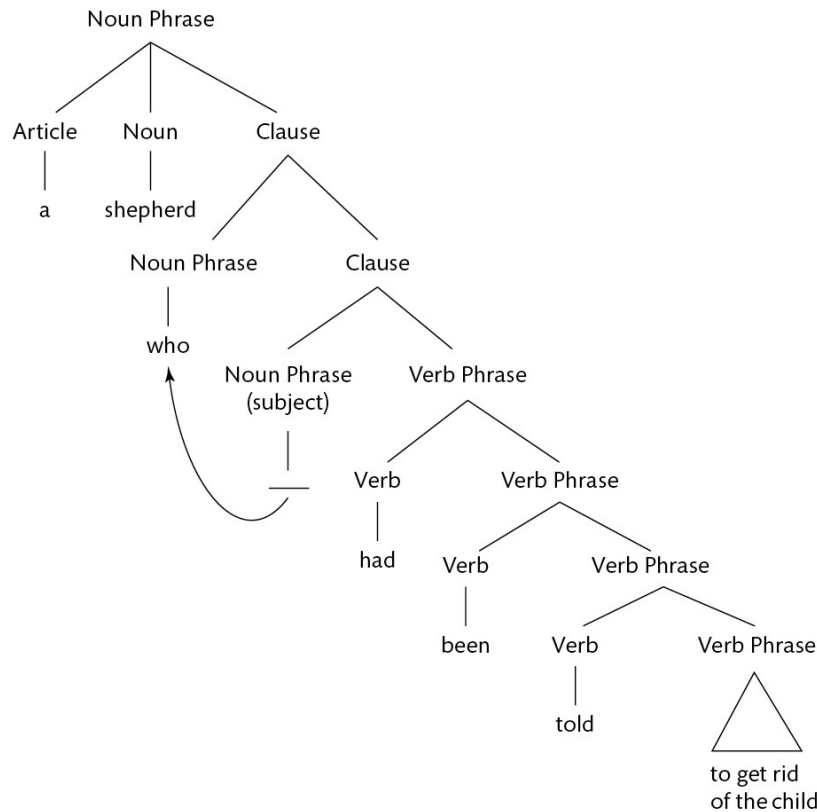 Noun Phrase
Article Noun Clause
a shepherd
Noun Phrase Clause
who
Noun Phrase Verb Phrase
(subject)
Verb Verb Phrase
had
Verb Verb Phrase
been
Verb Verb Phrase
told
to get rid
of the child